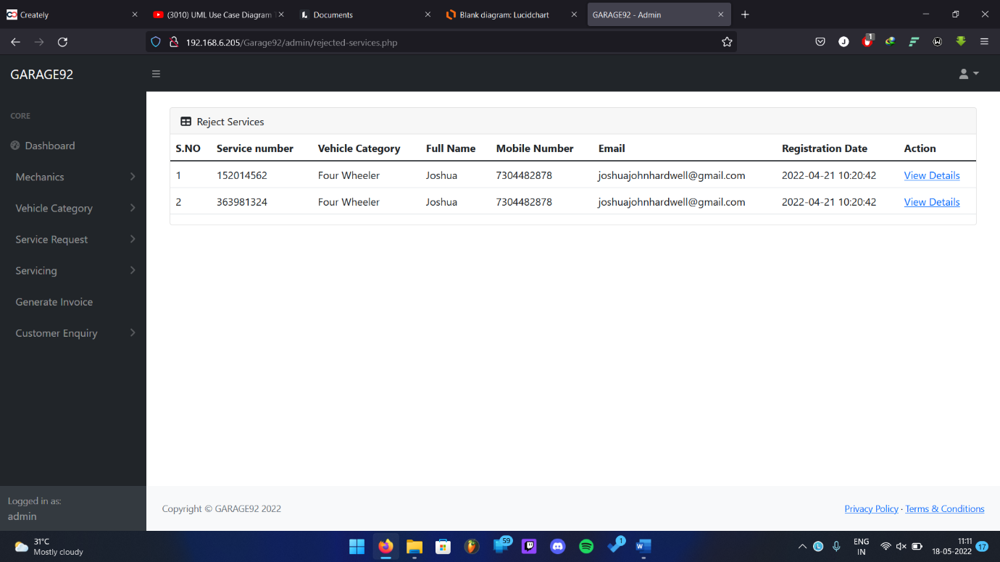 Creately
(3010) UML Use Case Diagram
Documents
Blank diagram: Lucidchart
GARAGE92 - Admin
192.168.6.205/Garage92/admin/rejected-services.php
1
GARAGE92
CORE
Dashboard
Mechanics
Vehicle Category
Service Request
Servicing
Generate Invoice
Customer Enquiry
Logged in as:
admin
Reject Services
S.NO Service number Vehicle Category Full Name Mobile Number Email Registration Date Action
1 152014562 Four Wheeler Joshua 7304482878 joshuajohnhardwell@gmail.com 2022-04-21 10:20:42 View Details
2 363981324 Four Wheeler Joshua 7304482878 joshuajohnhardwell@gmail.com 2022-04-21 10:20:42 View Details
Copyright © GARAGE92 2022
Privacy Policy · Terms & Conditions
31°C
Mostly cloudy
59
1
ENG
IN
11:11
18-05-2022
17